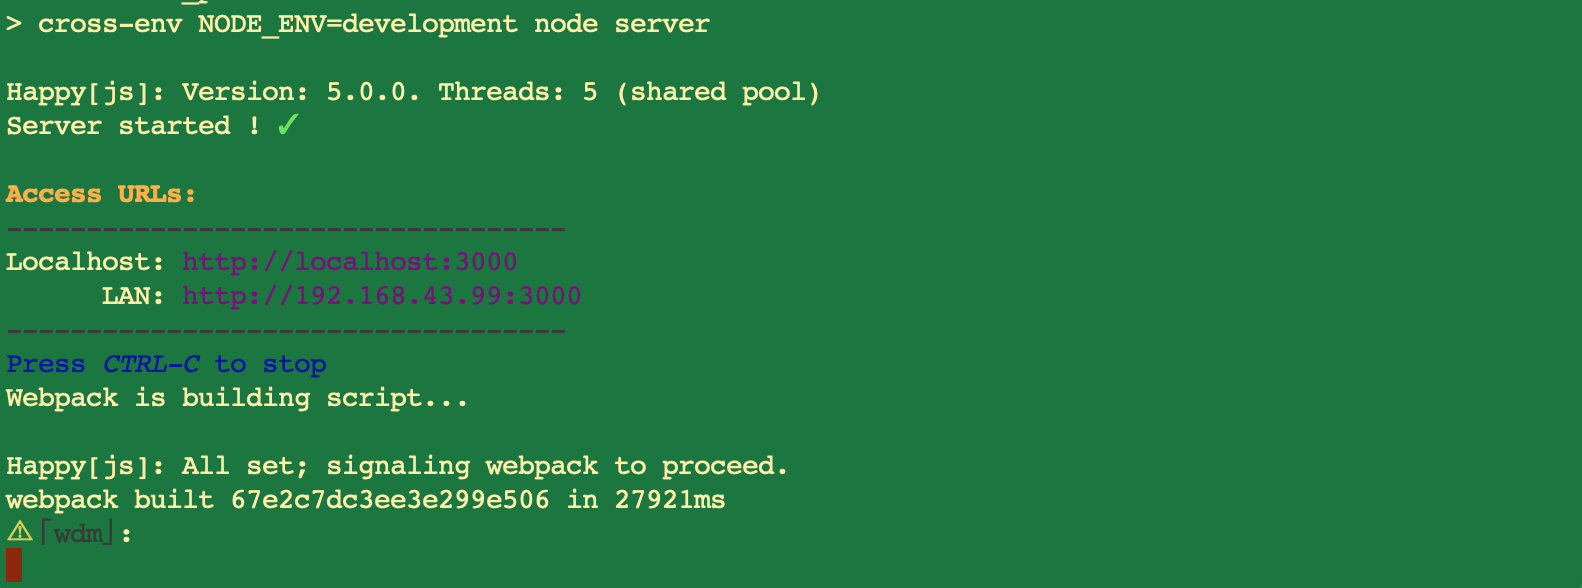 > cross-env NODE_ENV=development node server
Happy[js]: Version: 5.0.0. Threads: 5 (shared pool)
Server started ! ✓
Access URLs:
-----------------------------------
Localhost: http://localhost:3000
LAN: http://192.168.43.99:3000
-----------------------------------
Press CTRL-C to stop
Webpack is building script...
Happy[js]: All set; signaling webpack to proceed.
webpack built 67e2c7dc3ee3e299e506 in 27921ms
⚠「wdm」: